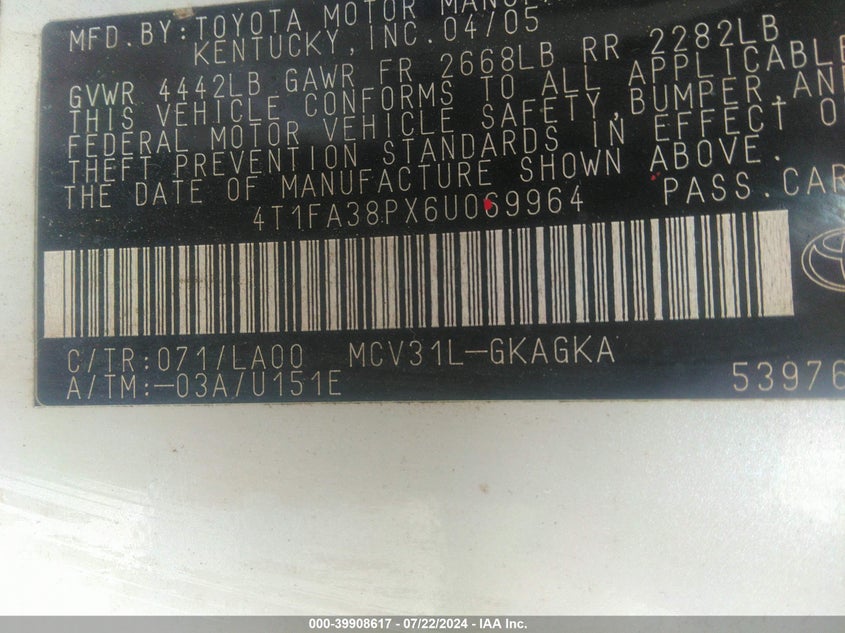 MFD. BY: TOYOTA MOTOR MANUF
KENTUCKY, INC. 04/05
GVWR 4442LB GAWR FR 2668LB RR 2282LB
THIS VEHICLE CONFORMS TO ALL APPLICABLE
FEDERAL MOTOR VEHICLE SAFETY, BUMPER, AND
THEFT PREVENTION STANDARDS IN EFFECT O
THE DATE OF MANUFACTURE SHOWN ABOVE.
4T1FA38PX6U069964 PASS. CAR
C/TR: 071/LA00 MCV31L-GKAGKA
A/TM: -03A/U151E 53976
000-39908617 - 07/22/2024 - IAA Inc.